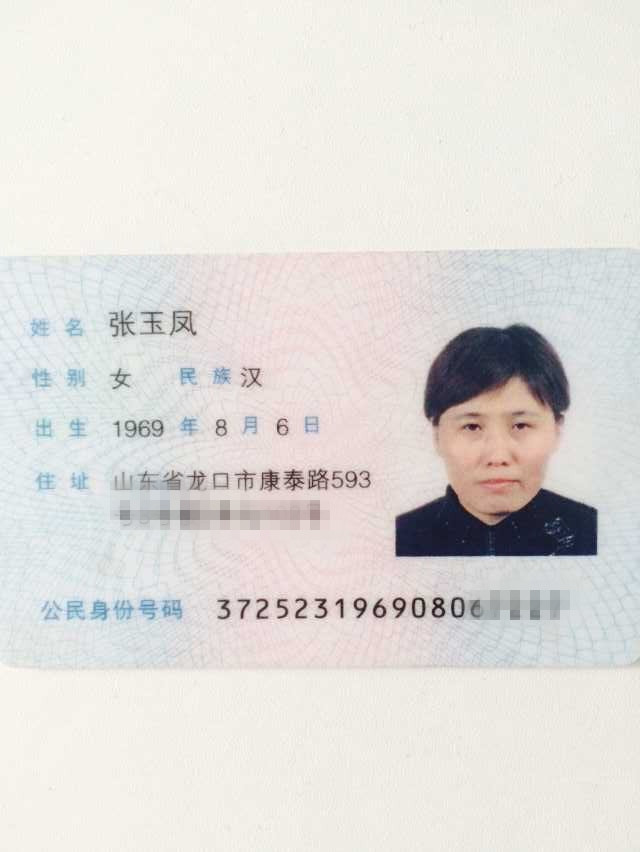 姓名 张玉凤
性别 女 民族 汉
出生 1969 年 8 月 6 日
住址 山东省龙口市康泰路593
公民身份号码 37252319690806